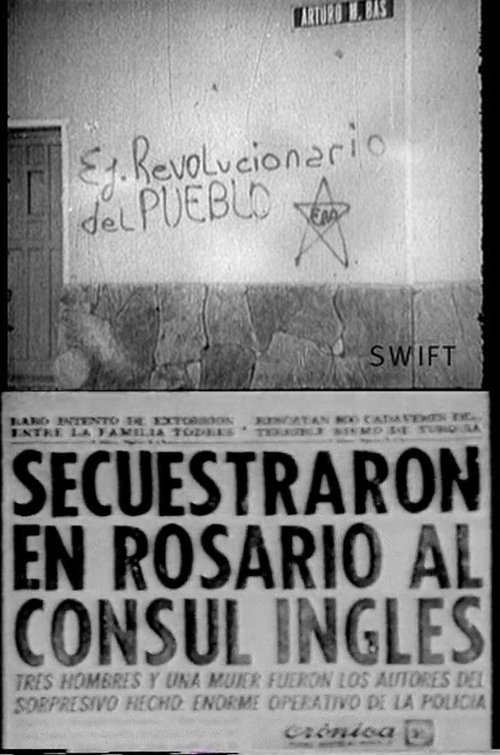 ARTURO M. BAS
Ej. Revolucionario
del PUEBLO
ERP
SWIFT
RARO INTENTO DE EXTORSION
ENTRE LA FAMILIA TODRES
RESCATAN 800 CADAVERES DEL
TERRIBLE SISMO DE TURQUIA
SECUESTRARON
EN ROSARIO AL
CONSUL INGLES
TRES HOMBRES Y UNA MUJER FUERON LOS AUTORES DEL
SORPRESIVO HECHO: ENORME OPERATIVO DE LA POLICIA
crónica